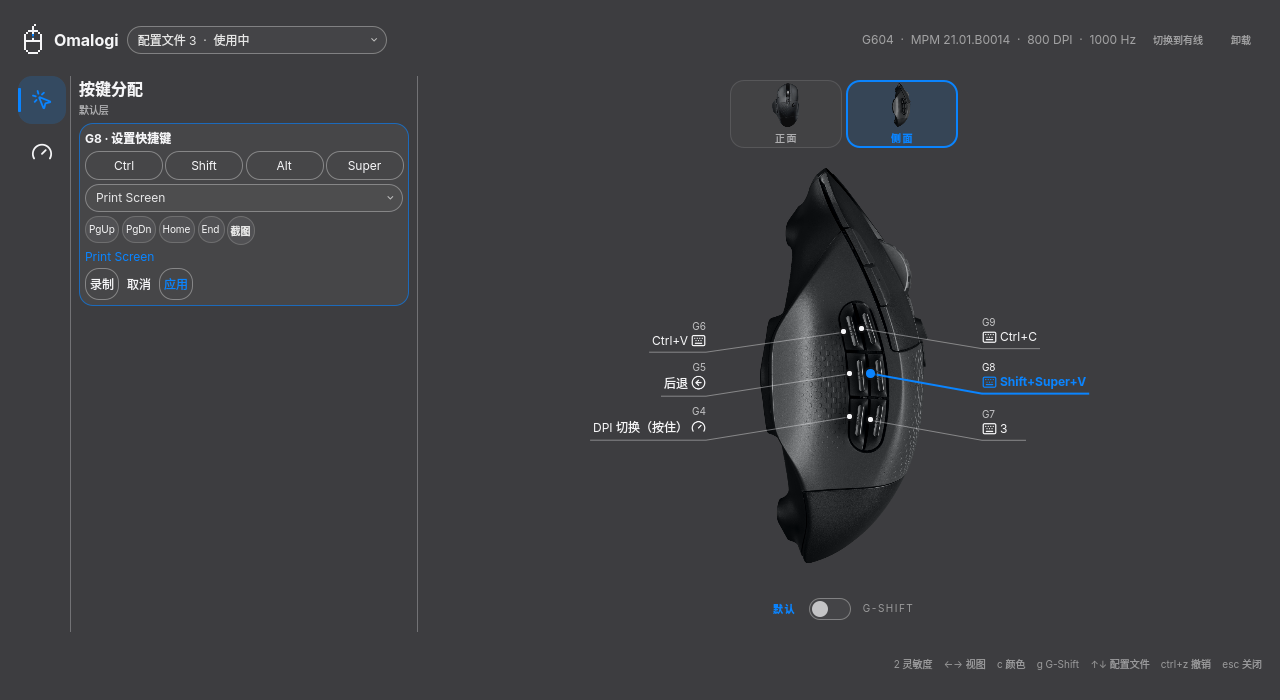 Omalogi
配置文件 3 · 使用中
G604 · MPM 21.01.B0014 · 800 DPI · 1000 Hz
切换到有线
卸载
按键分配
默认层
G8 · 设置快捷键
Ctrl Shift Alt Super
Print Screen
PgUp PgDn Home End 截图
Print Screen
录制 取消 应用
正面
侧面
G6
Ctrl+V
G5
后退
G4
DPI 切换（按住）
G9
Ctrl+C
G8
Shift+Super+V
G7
3
默认 G-SHIFT
2 灵敏度 ←→ 视图 c 颜色 g G-Shift ↑↓ 配置文件 ctrl+z 撤销 esc 关闭